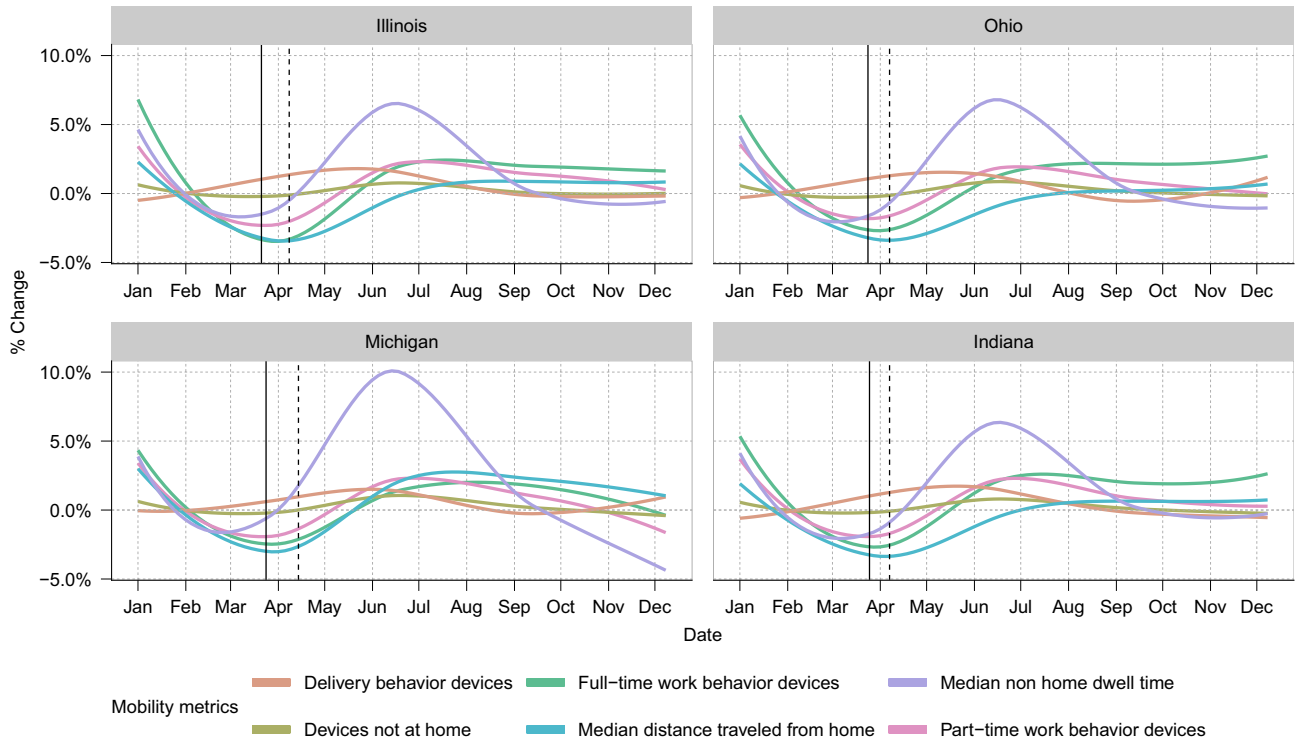 Illinois
Ohio
10.0%
5.0%
0.0%
−5.0%
Jan Feb Mar Apr May Jun Jul Aug Sep Oct Nov Dec
Jan Feb Mar Apr May Jun Jul Aug Sep Oct Nov Dec
% Change
Michigan
Indiana
10.0%
5.0%
0.0%
−5.0%
Jan Feb Mar Apr May Jun Jul Aug Sep Oct Nov Dec
Jan Feb Mar Apr May Jun Jul Aug Sep Oct Nov Dec
Date
Mobility metrics
Delivery behavior devices
Full−time work behavior devices
Median non home dwell time
Devices not at home
Median distance traveled from home
Part−time work behavior devices